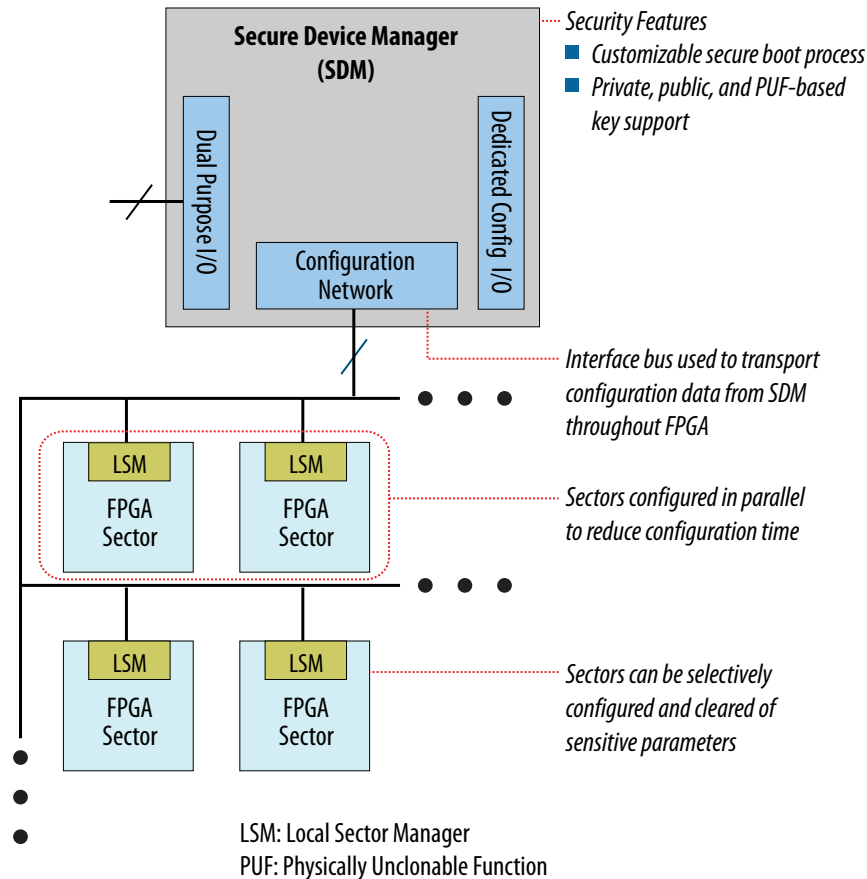 Secure Device Manager
(SDM)
Dual Purpose I/O
Configuration
Network
Dedicated Config I/O
Security Features
Customizable secure boot process
Private, public, and PUF-based
key support
Interface bus used to transport
configuration data from SDM
throughout FPGA
LSM
FPGA
Sector
LSM
FPGA
Sector
Sectors configured in parallel
to reduce configuration time
LSM
FPGA
Sector
LSM
FPGA
Sector
Sectors can be selectively
configured and cleared of
sensitive parameters
LSM: Local Sector Manager
PUF: Physically Unclonable Function